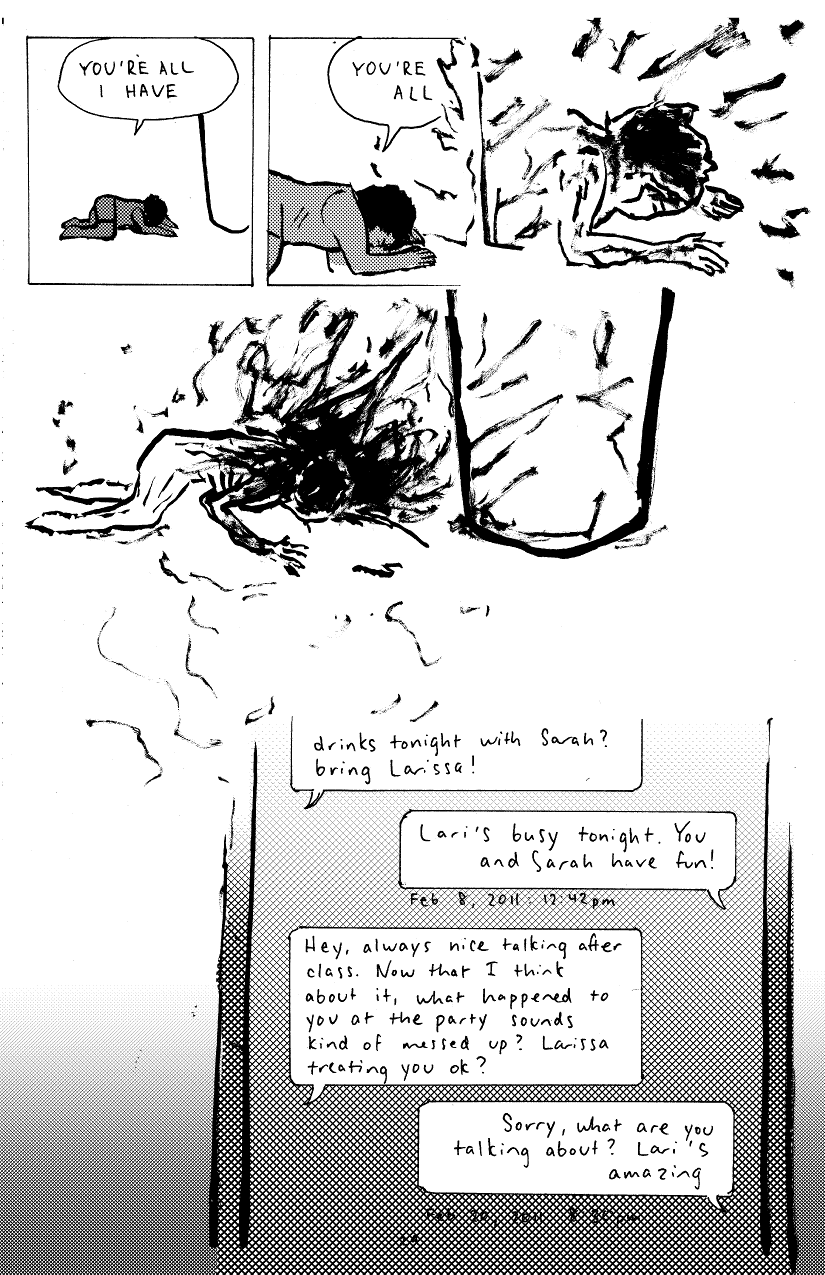 YOU'RE ALL
I HAVE
YOU'RE
ALL
drinks tonight with Sarah?
bring Larissa!
Lari's busy tonight. You
and Sarah have fun!
Feb 8, 2011: 12:42pm
Hey, always nice talking after
class. Now that I think
about it, what happened to
you at the party sounds
kind of messed up? Larissa
treating you ok?
Sorry, what are you
talking about? Lari's
amazing
Feb 20, 2011